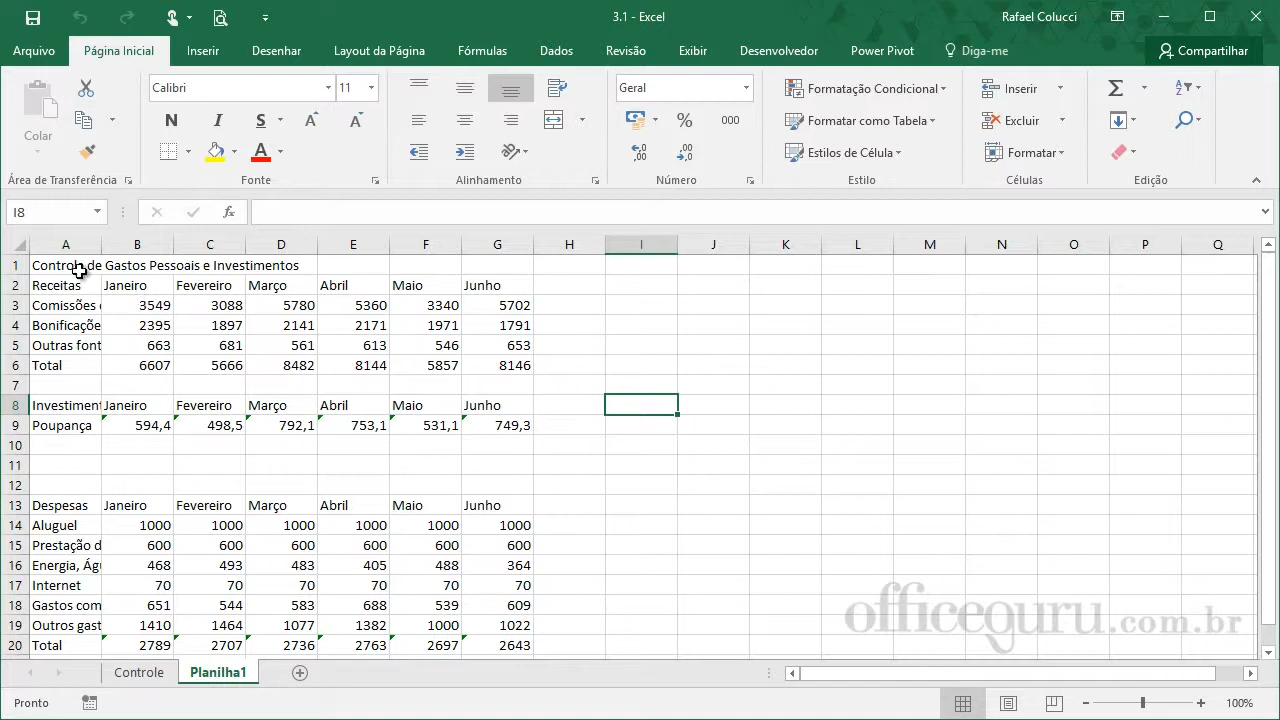 3.1 - Excel
Rafael Colucci
Arquivo Página Inicial Inserir Desenhar Layout da Página Fórmulas Dados Revisão Exibir Desenvolvedor Power Pivot Diga-me Compartilhar
Calibri 11 Geral Formatação Condicional Inserir
Colar N I S A A % 000 Formatar como Tabela Excluir
A Estilos de Célula Formatar
Área de Transferência Fonte Alinhamento Número Estilo Células Edição
I8 fx
A B C D E F G H I J K L M N O P Q
1 Controle de Gastos Pessoais e Investimentos
2 Receitas Janeiro Fevereiro Março Abril Maio Junho
3 Comissões 3549 3088 5780 5360 3340 5702
4 Bonificaçõe 2395 1897 2141 2171 1971 1791
5 Outras font 663 681 561 613 546 653
6 Total 6607 5666 8482 8144 5857 8146
7
8 Investiment Janeiro Fevereiro Março Abril Maio Junho
9 Poupança 594,4 498,5 792,1 753,1 531,1 749,3
10
11
12
13 Despesas Janeiro Fevereiro Março Abril Maio Junho
14 Aluguel 1000 1000 1000 1000 1000 1000
15 Prestação d 600 600 600 600 600 600
16 Energia, Ág 468 493 483 405 488 364
17 Internet 70 70 70 70 70 70
18 Gastos com 651 544 583 688 539 609
19 Outros gast 1410 1464 1077 1382 1000 1022
20 Total 2789 2707 2736 2763 2697 2643
officeguru.com.br
Controle Planilha1
Pronto 100%